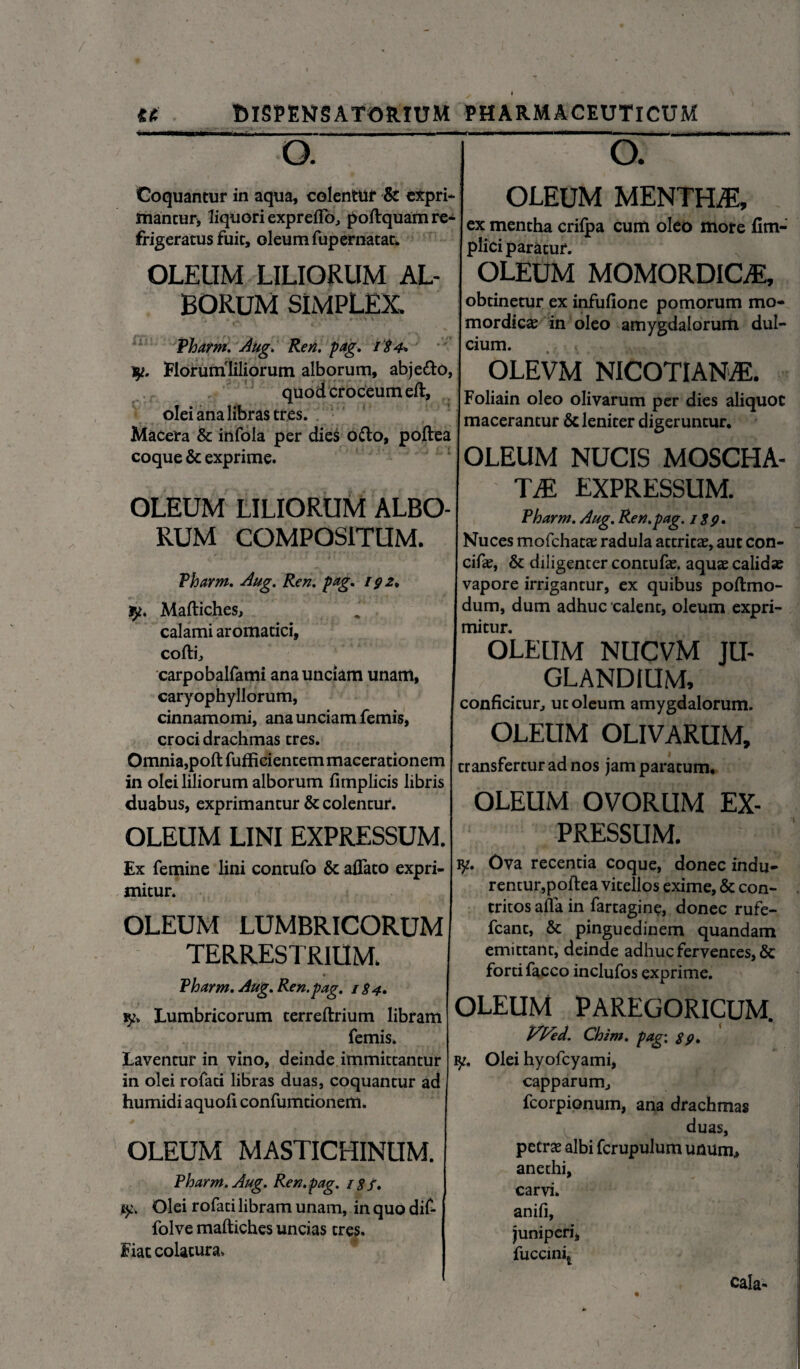 DISPENSATORIUM PHARMACEUTICUM
O.
Coquantur in aqua, colentur & expri-
mantur, liquori expreſſo, poſtquam re-
frigeratus fuit, oleum ſupernatat.
OLEUM LILIORUM AL-
BORUM SIMPLEX.
Pharm. Aug. Ren. pag. 184.
℞. Florum liliorum alborum, abjecto,
quod croceum eſt,
olei ana libras tres.
Macera & inſola per dies octo, poſtea
coque & exprime.
OLEUM LILIORUM ALBO-
RUM COMPOSITUM.
Pharm. Aug. Ren. pag. 192.
℞. Maſtiches,
calami aromatici,
coſti,
carpobalſami ana unciam unam,
caryophyllorum,
cinnamomi, ana unciam ſemis,
croci drachmas tres.
Omnia, poſt ſufficientem macerationem
in olei liliorum alborum ſimplicis libris
duabus, exprimantur & colentur.
OLEUM LINI EXPRESSUM.
Ex ſemine lini contuſo & aſſato expri-
mitur.
OLEUM LUMBRICORUM
TERRESTRIUM.
Pharm. Aug. Ren. pag. 184.
℞. Lumbricorum terreſtrium libram
ſemis.
Laventur in vino, deinde immittantur
in olei roſati libras duas, coquantur ad
humidi aquoſi conſumtionem.
OLEUM MASTICHINUM.
Pharm. Aug. Ren. pag. 185.
℞. Olei roſati libram unam, in quo diſ-
ſolve maſtiches uncias tres.
Fiat colatura.
O.
OLEUM MENTHÆ,
ex mentha criſpa cum oleo more ſim-
plici paratur.
OLEUM MOMORDICÆ,
obtinetur ex infuſione pomorum mo-
mordicæ in oleo amygdalorum dul-
cium.
OLEVM NICOTIANÆ.
Folia in oleo olivarum per dies aliquot
macerantur & leniter digeruntur.
OLEUM NUCIS MOSCHA-
TÆ EXPRESSUM.
Pharm. Aug. Ren. pag. 189.
Nuces moſchatæ radula attritæ, aut con-
ciſæ, & diligenter contuſæ. aquæ calidæ
vapore irrigantur, ex quibus poſtmo-
dum, dum adhuc calent, oleum expri-
mitur.
OLEUM NUCVM JU-
GLANDIUM,
conficitur, ut oleum amygdalorum.
OLEUM OLIVARUM,
transfertur ad nos jam paratum.
OLEUM OVORUM EX-
PRESSUM.
℞. Ova recentia coque, donec indu-
rentur, poſtea vitellos exime, & con-
tritos aſſa in ſartagine, donec rufe-
ſcant, & pinguedinem quandam
emittant, deinde adhuc ferventes, &
forti ſacco incluſos exprime.
OLEUM PAREGORICUM.
VVed. Chim. pag: 89.
℞. Olei hyoſcyami,
capparum,
ſcorpionum, ana drachmas
duas,
petræ albi ſcrupulum unum,
anethi,
carvi.
aniſi,
juniperi,
ſuccini,
cala-